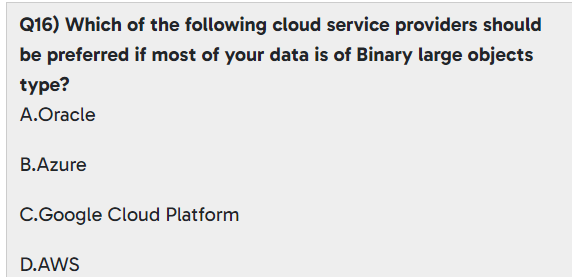 Q16) Which of the following cloud service providers should
be preferred if most of your data is of Binary large objects
type?
A.Oracle
B.Azure
C.Google Cloud Platform
D.AWS